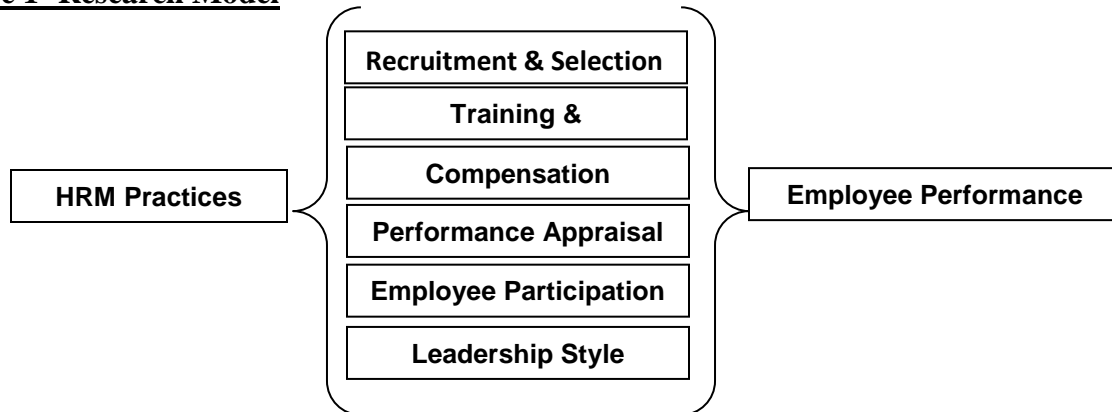 Research Model
Recruitment & Selection
Training &
Compensation
HRM Practices
Employee Performance
Performance Appraisal
Employee Participation
Leadership Style